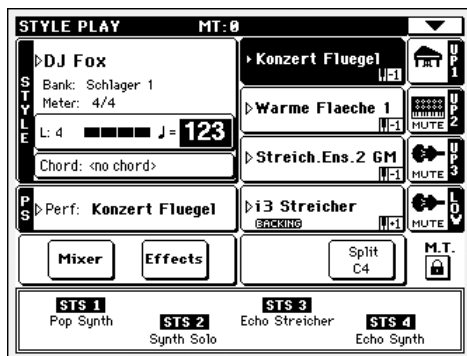 STYLE PLAY MT:0
STYLE
DJ Fox
Bank: Schlager 1
Meter: 4/4
L: 4 ♩= 123
Chord: <no chord>
PS
Perf: Konzert Fluegel
Konzert Fluegel
-1
UP1
Warme Flaeche 1
-1
MUTE
UP2
Streich.Ens.2 GM
-1
MUTE
UP3
i3 Streicher
BACKING
+1
MUTE
LOW
Mixer
Effects
Split
C4
M.T.
STS 1
Pop Synth
STS 2
Synth Solo
STS 3
Echo Streicher
STS 4
Echo Synth